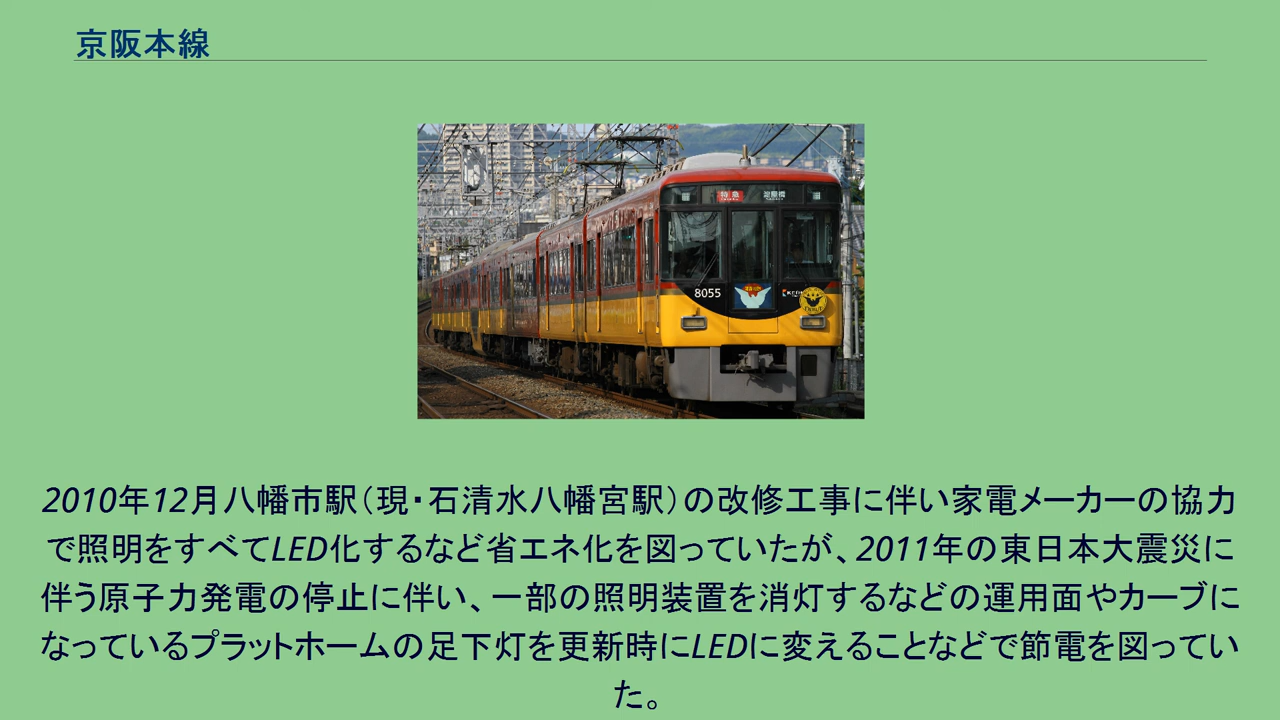 京阪本線
特急
淀屋橋
8055
2010年12月八幡市駅（現・石清水八幡宮駅）の改修工事に伴い家電メーカーの協力
で照明をすべてLED化するなど省エネ化を図っていたが、2011年の東日本大震災に
伴う原子力発電の停止に伴い、一部の照明装置を消灯するなどの運用面やカーブに
なっているプラットホームの足下灯を更新時にLEDに変えることなどで節電を図ってい
た。